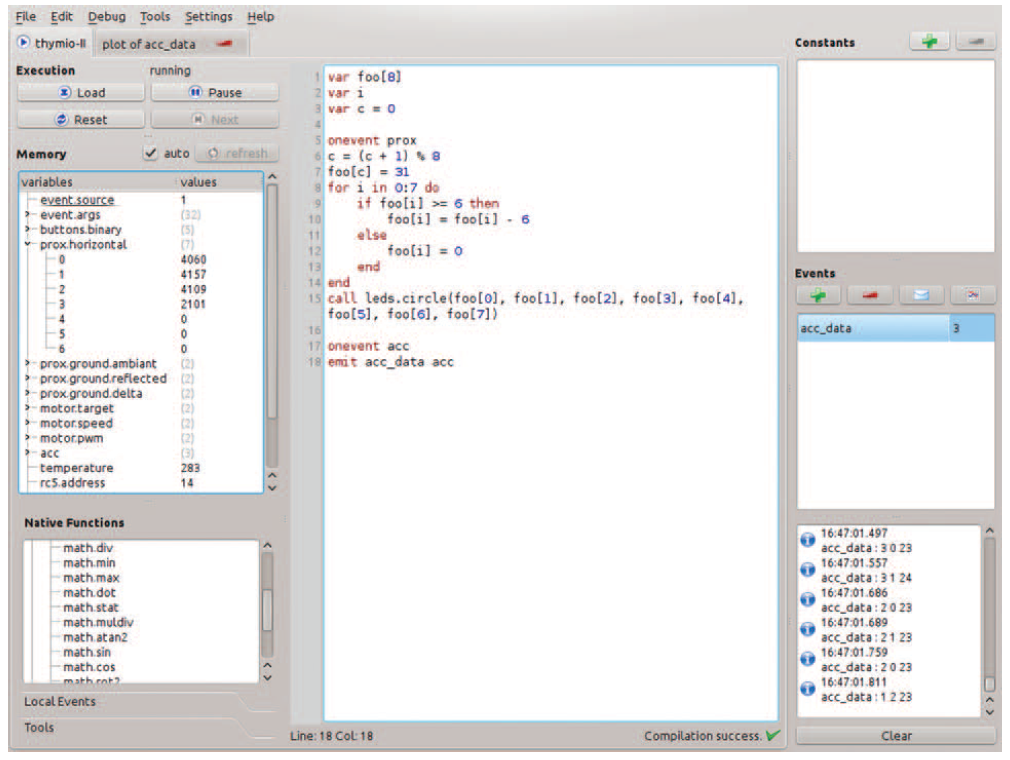 File Edit Debug Tools Settings Help
thymio-II plot of acc_data
Execution running
Load Pause
Reset Next
Memory auto refresh
variables values
event.source 1
event.args (32)
buttons.binary (5)
prox.horizontal (7)
0 4060
1 4157
2 4109
3 2101
4 0
5 0
6 0
prox.ground.ambiant (2)
prox.ground.reflected (2)
prox.ground.delta (2)
motor.target (2)
motor.speed (2)
motor.pwm (2)
acc (3)
temperature 283
rc5.address 14
Native Functions
math.div
math.min
math.max
math.dot
math.stat
math.muldiv
math.atan2
math.sin
math.cos
math.rot2
Local Events
Tools
1 var foo[8]
2 var i
3 var c = 0
4
5 onevent prox
6 c = (c + 1) % 8
7 foo[c] = 31
8 for i in 0:7 do
9 if foo[i] >= 6 then
10 foo[i] = foo[i] - 6
11 else
12 foo[i] = 0
13 end
14 end
15 call leds.circle(foo[0], foo[1], foo[2], foo[3], foo[4],
foo[5], foo[6], foo[7])
16
17 onevent acc
18 emit acc_data acc
Line: 18 Col: 18 Compilation success.
Constants
Events
acc_data 3
16:47:01.497
acc_data : 3 0 23
16:47:01.557
acc_data : 3 1 24
16:47:01.686
acc_data : 2 0 23
16:47:01.689
acc_data : 2 1 23
16:47:01.759
acc_data : 2 0 23
16:47:01.811
acc_data : 1 2 23
Clear